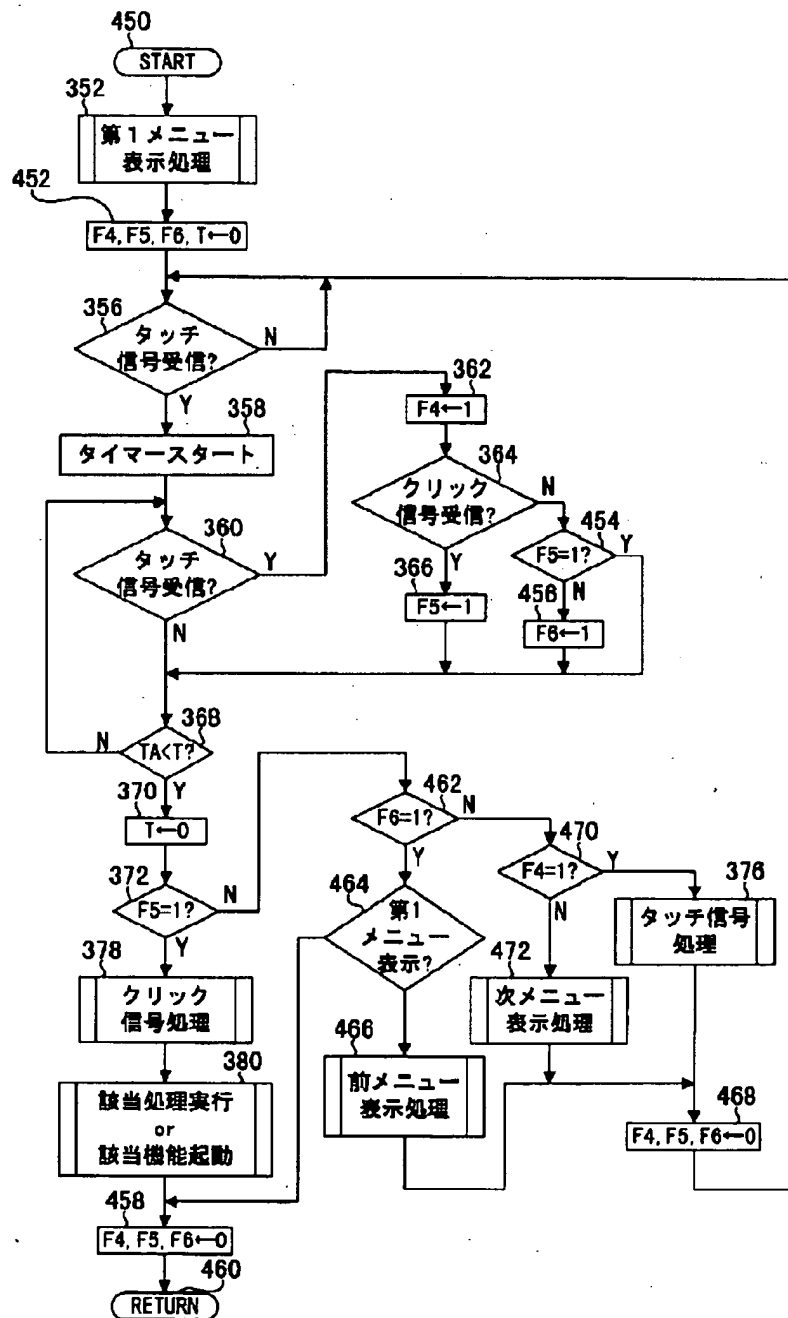 450
START
352
第1メニュー
表示処理
452
F4, F5, F6, T←0
356
タッチ
信号受信?
N
Y
358
タイマースタート
360
タッチ
信号受信?
Y
N
362
F4←1
364
クリック
信号受信?
N
Y
454
F5=1?
Y
N
366
F5←1
456
F6←1
368
TA<T?
N
Y
370
T←0
372
F5=1?
N
Y
462
F6=1?
N
Y
470
F4=1?
Y
N
464
第1
メニュー
表示?
376
タッチ信号
処理
378
クリック
信号処理
472
次メニュー
表示処理
466
前メニュー
表示処理
380
該当処理実行
or
該当機能起動
468
F4, F5, F6←0
458
F4, F5, F6←0
460
RETURN